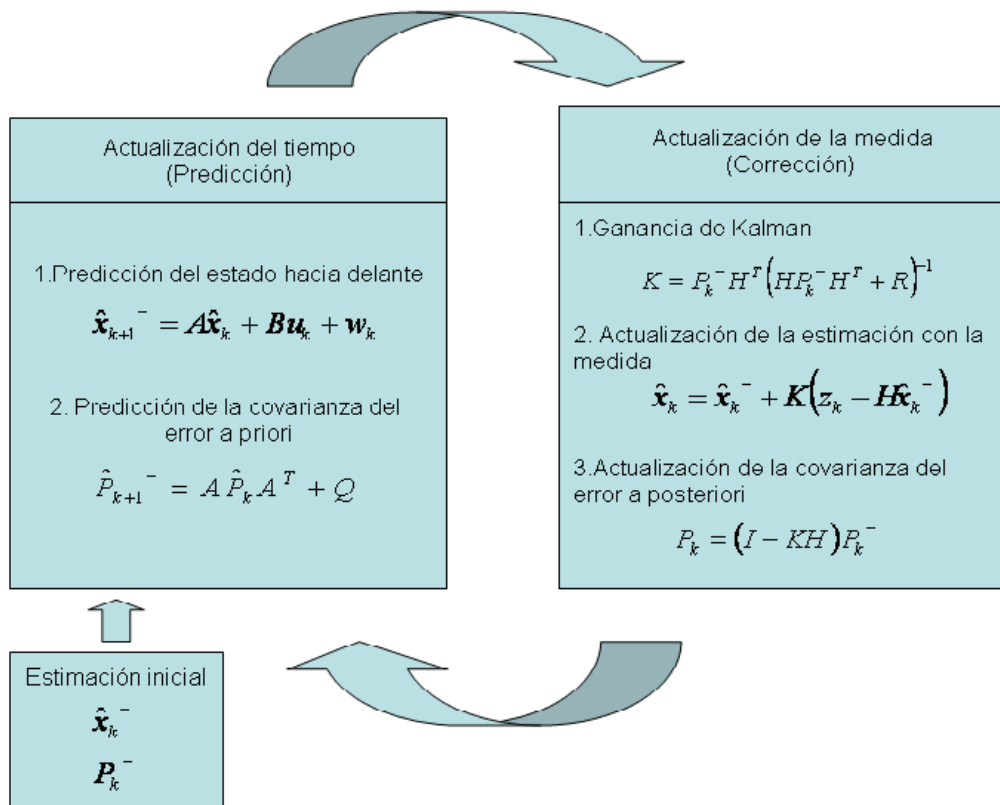 Actualización del tiempo
(Predicción)
1.Predicción del estado hacia delante
x̂ₖ₊₁⁻ = Ax̂ₖ + Buₖ + wₖ
2. Predicción de la covarianza del
error a priori
P̂ₖ₊₁⁻ = A P̂ₖ Aᵀ + Q
Estimación inicial
x̂ₖ⁻
Pₖ⁻
Actualización de la medida
(Corrección)
1.Ganancia de Kalman
K = Pₖ⁻ Hᵀ (HPₖ⁻ Hᵀ + R)⁻¹
2. Actualización de la estimación con la
medida
x̂ₖ = x̂ₖ⁻ + K(zₖ − Hx̂ₖ⁻)
3.Actualización de la covarianza del
error a posteriori
Pₖ = (I − KH)Pₖ⁻